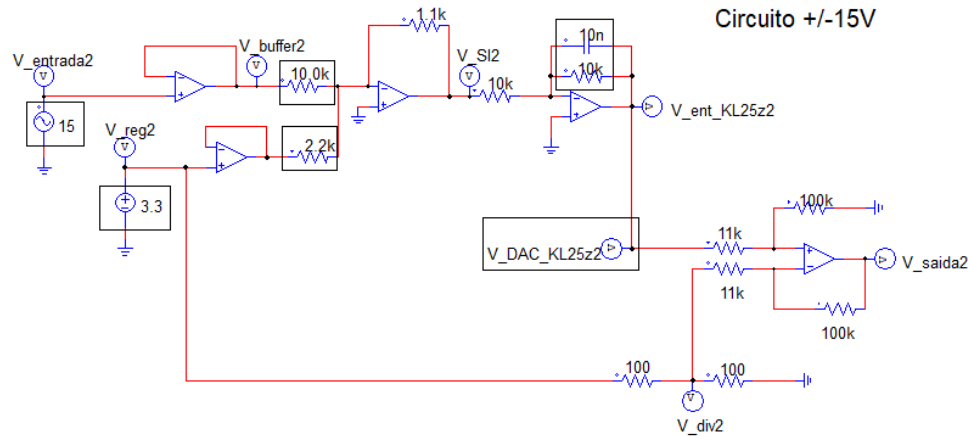 Circuito +/-15V
V_entrada2
V_buffer2
1.1k
V_SI2
10n
10.0k
10k
10k
V_ent_KL25z2
15
V_reg2
2.2k
3.3
V_DAC_KL25z2
11k
100k
11k
V_saida2
100k
100
100
V_div2